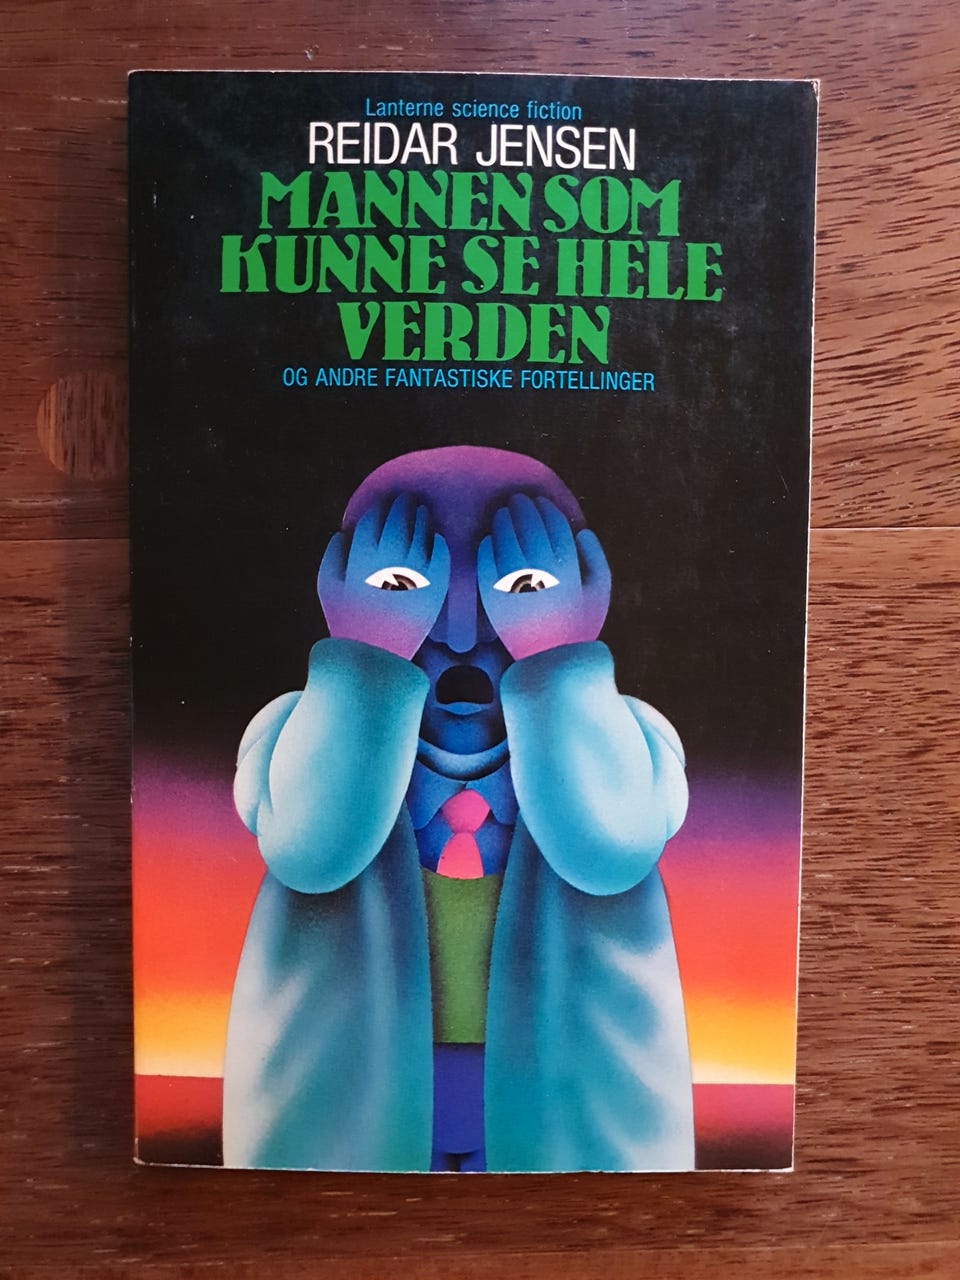 Lanterne science fiction
REIDAR JENSEN
MANNEN SOM
KUNNE SE HELE
VERDEN
OG ANDRE FANTASTISKE FORTELLINGER